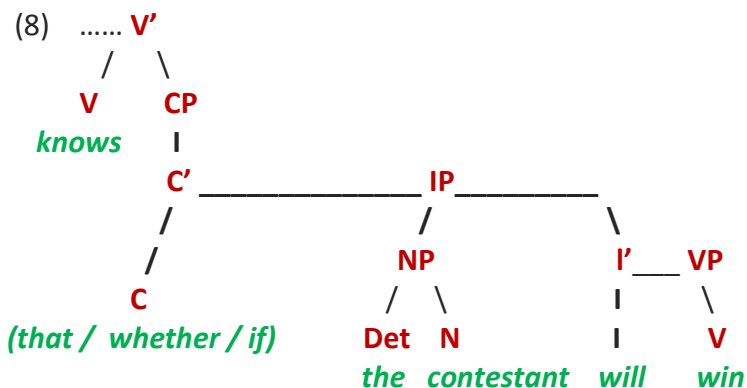 (8) ...... V'
V CP
knows
C' IP
NP I' VP
C
(that / whether / if) Det N I V
the contestant will win